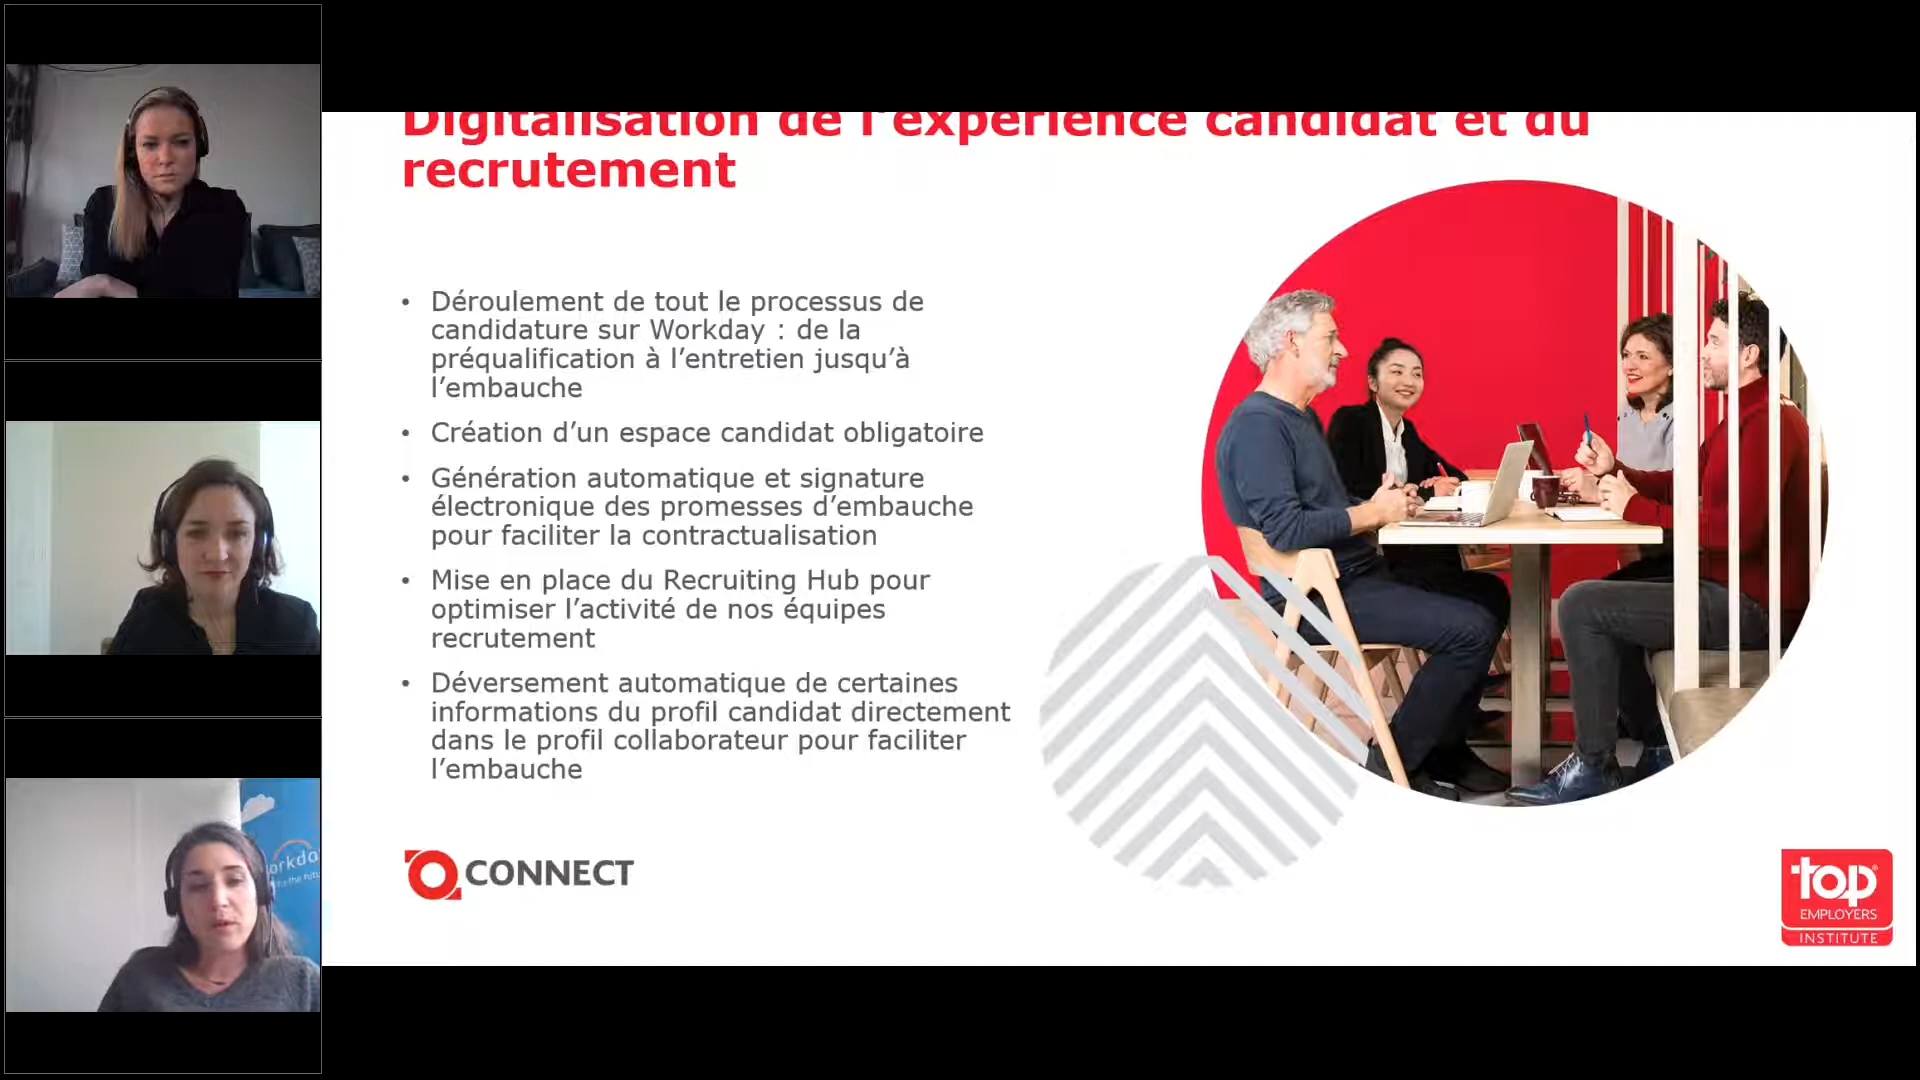 Digitalisation de l’expérience candidat et du
recrutement
• Déroulement de tout le processus de
candidature sur Workday : de la
préqualification à l’entretien jusqu’à
l’embauche
• Création d’un espace candidat obligatoire
• Génération automatique et signature
électronique des promesses d’embauche
pour faciliter la contractualisation
• Mise en place du Recruiting Hub pour
optimiser l’activité de nos équipes
recrutement
• Déversement automatique de certaines
informations du profil candidat directement
dans le profil collaborateur pour faciliter
l’embauche
CONNECT
top
EMPLOYERS
INSTITUTE